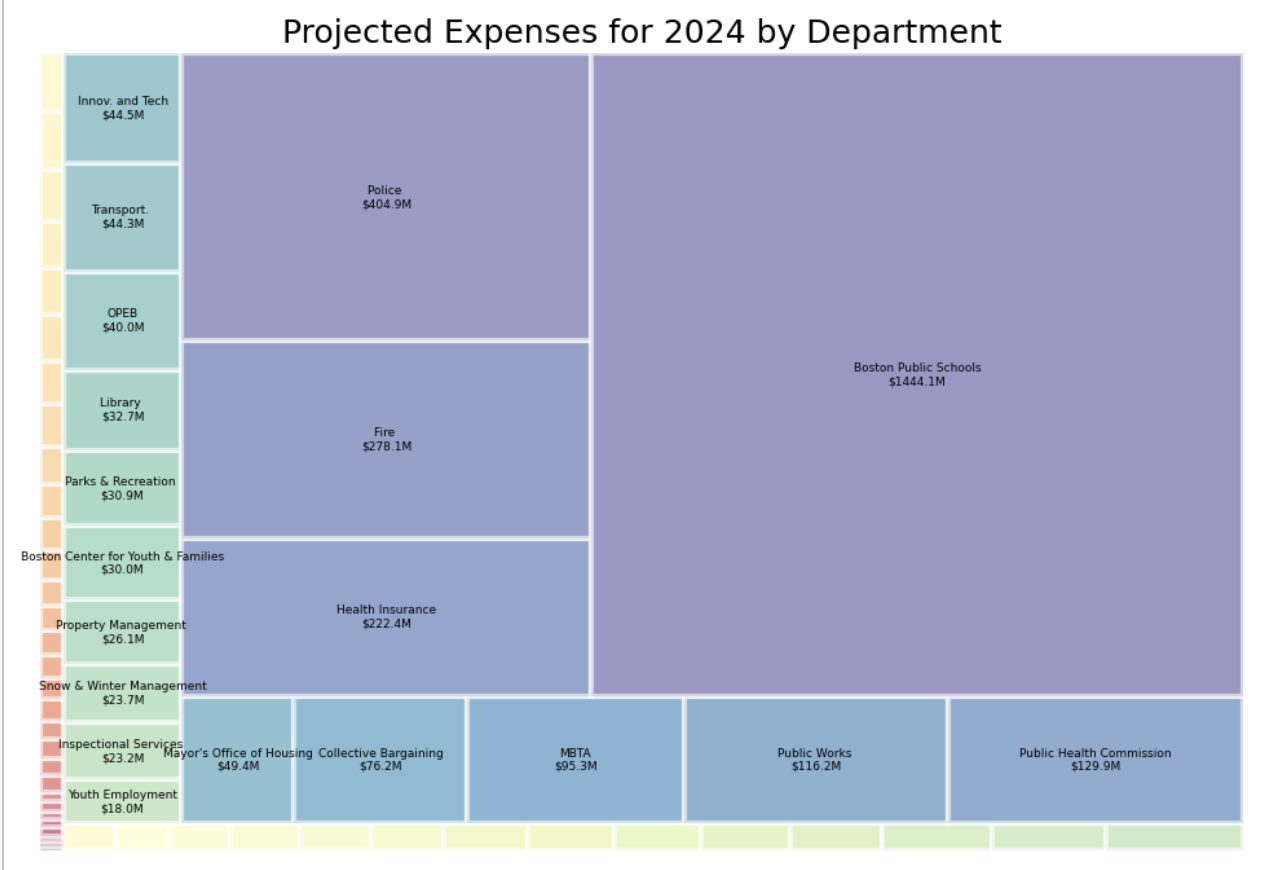 Projected Expenses for 2024 by Department
Innov. and Tech
$44.5M
Transport.
$44.3M
OPEB
$40.0M
Library
$32.7M
Parks & Recreation
$30.9M
Boston Center for Youth & Families
$30.0M
Property Management
$26.1M
Snow & Winter Management
$23.7M
Inspectional Services
$23.2M
Youth Employment
$18.0M
Police
$404.9M
Fire
$278.1M
Health Insurance
$222.4M
Boston Public Schools
$1444.1M
Mayor's Office of Housing
$49.4M
Collective Bargaining
$76.2M
MBTA
$95.3M
Public Works
$116.2M
Public Health Commission
$129.9M